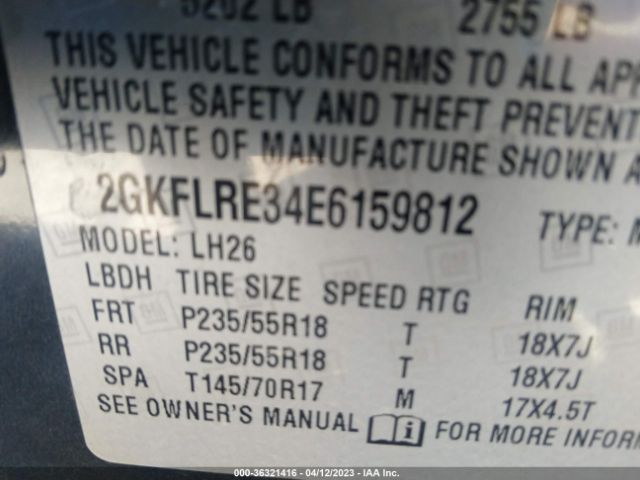 5202 LB 2755 LB
THIS VEHICLE CONFORMS TO ALL APP
VEHICLE SAFETY AND THEFT PREVENT
THE DATE OF MANUFACTURE SHOWN A
2GKFLRE34E6159812 TYPE: M
MODEL: LH26
LBDH TIRE SIZE SPEED RTG RIM
FRT P235/55R18 T 18X7J
RR P235/55R18 T 18X7J
SPA T145/70R17 M 17X4.5T
SEE OWNER'S MANUAL i FOR MORE INFORM
000-36321416 - 04/12/2023 - IAA Inc.